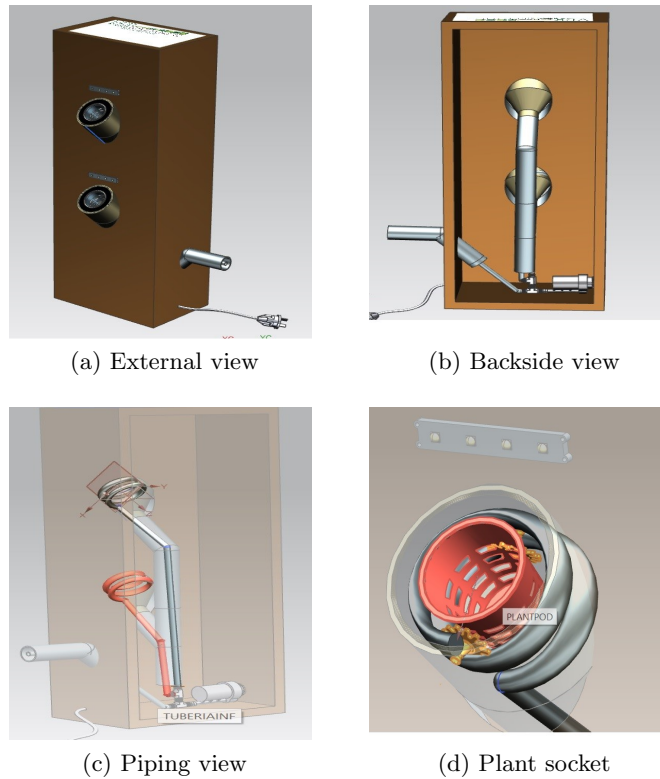 (a) External view
(b) Backside view
Y
X
TUBERIAINF
(c) Piping view
PLANTPOD
(d) Plant socket